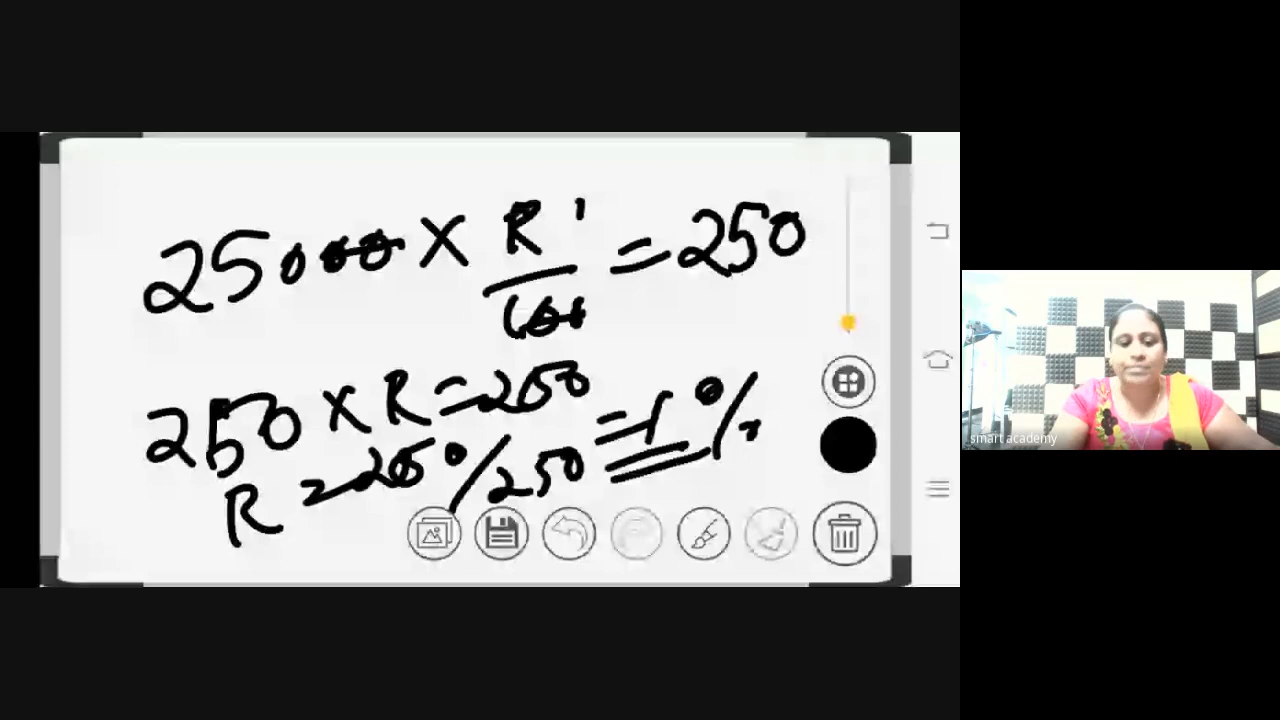 25000 × R/100 = 250
250 × R = 250
R = 250/250 = 1%
smart academy